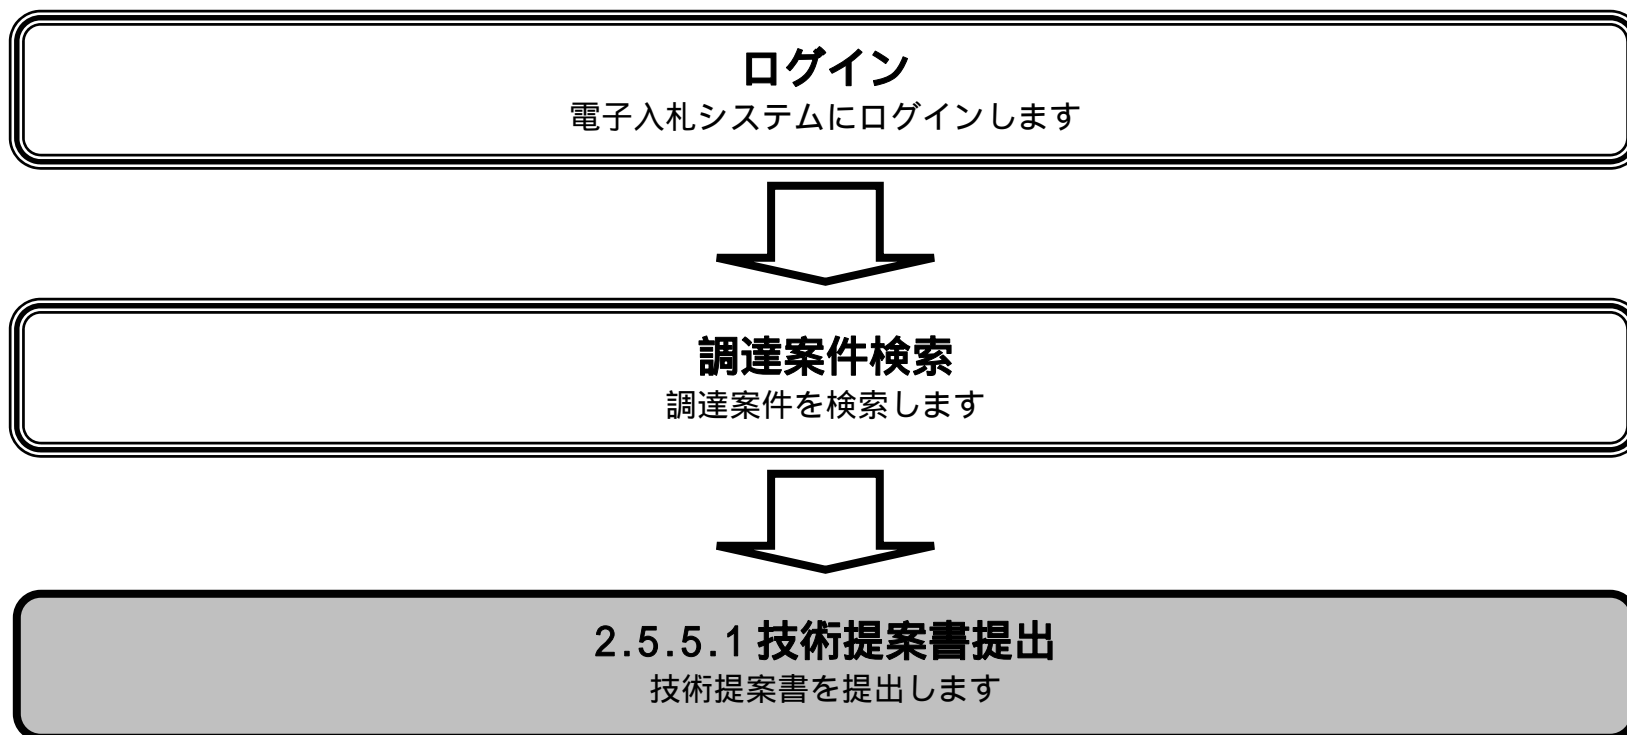 ログイン
電子入札システムにログインします
調達案件検索
調達案件を検索します
2.5.5.1 技術提案書提出
技術提案書を提出します